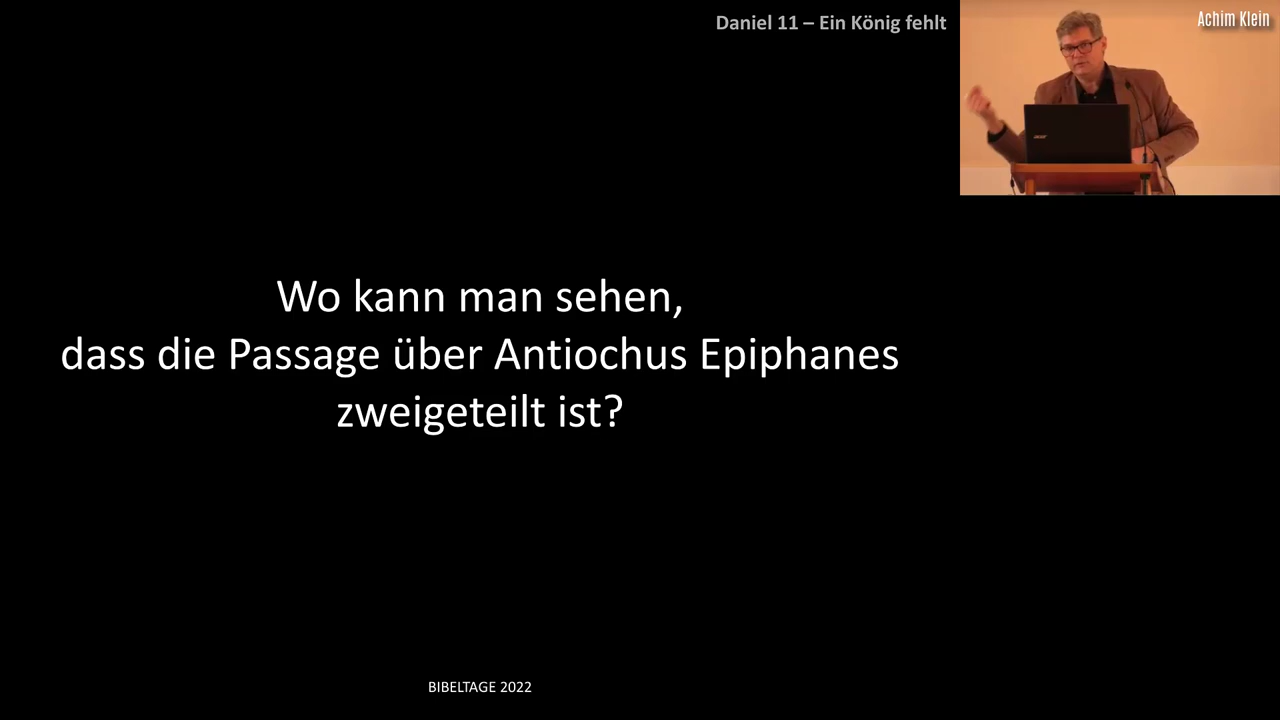 Daniel 11 – Ein König fehlt
Achim Klein
acer
Wo kann man sehen,
dass die Passage über Antiochus Epiphanes
zweigeteilt ist?
BIBELTAGE 2022